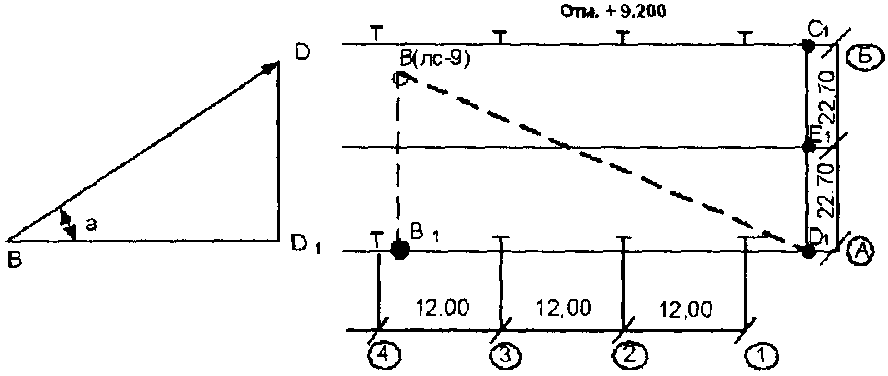 Отм. + 9.200
T T T T C1
Б
D
B(лс-9)
22.70
E1
a
22.70
B D1
T B1 D1 А
12.00 12,00 12,00
4 3 2 1